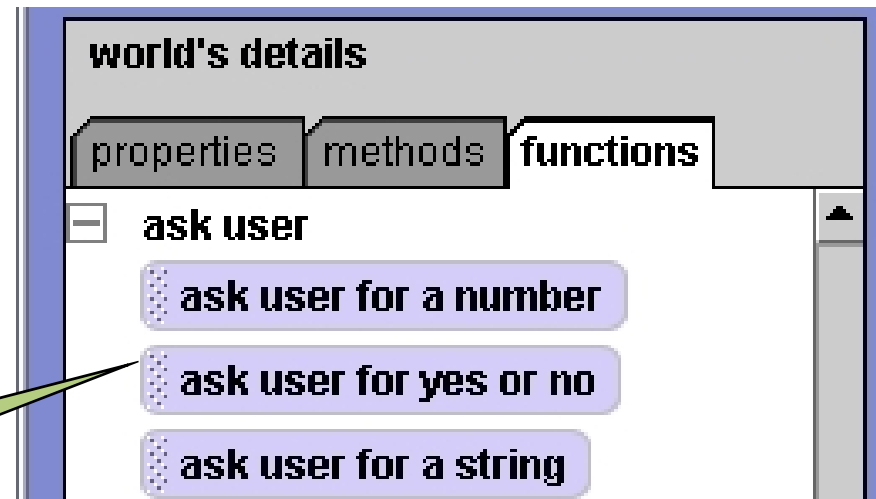 world's details
properties methods functions
ask user
ask user for a number
ask user for yes or no
ask user for a string